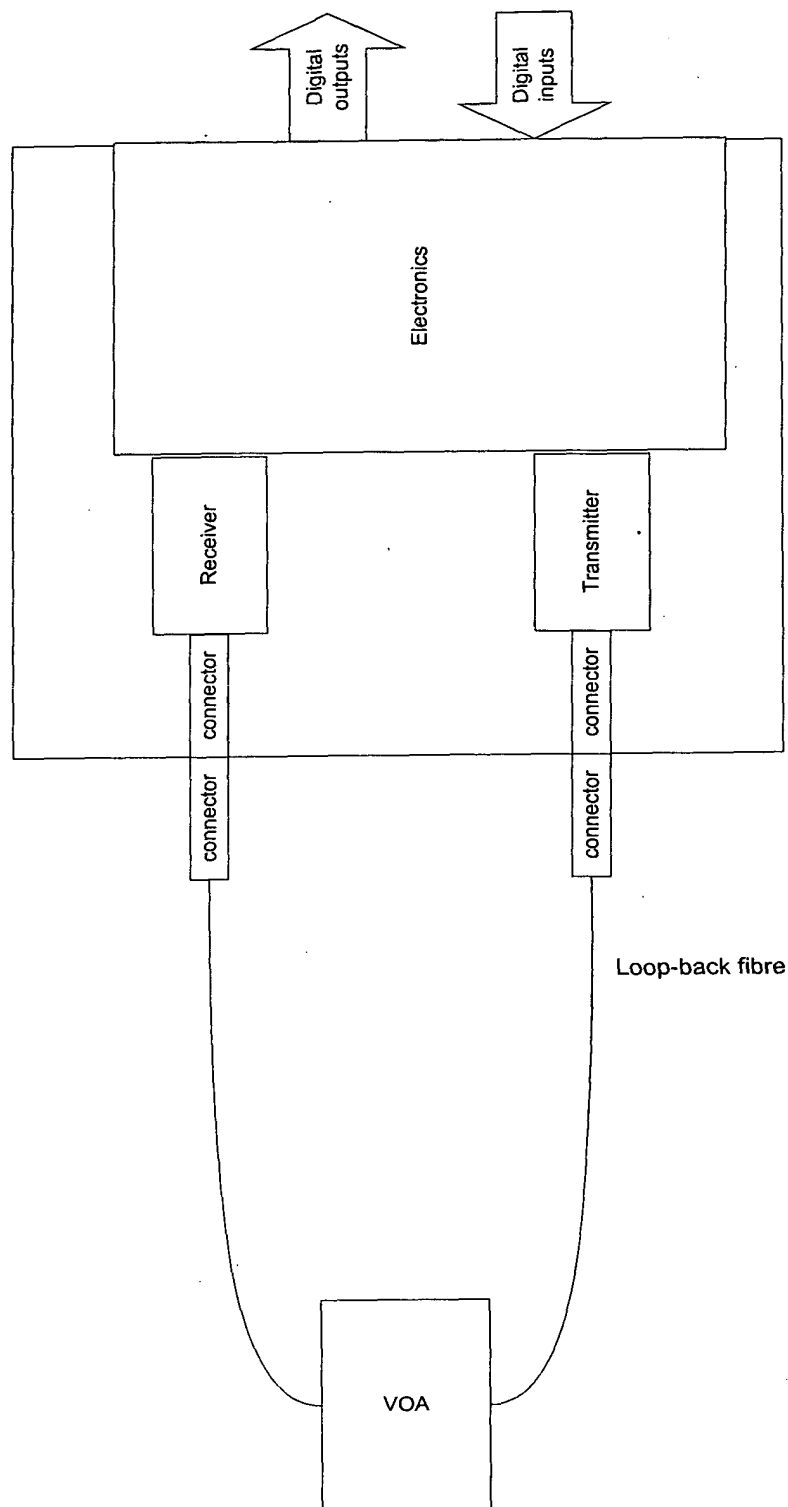 Digital
outputs
Digital
inputs
Electronics
Receiver
Transmitter
connector
connector
connector
connector
Loop-back fibre
VOA